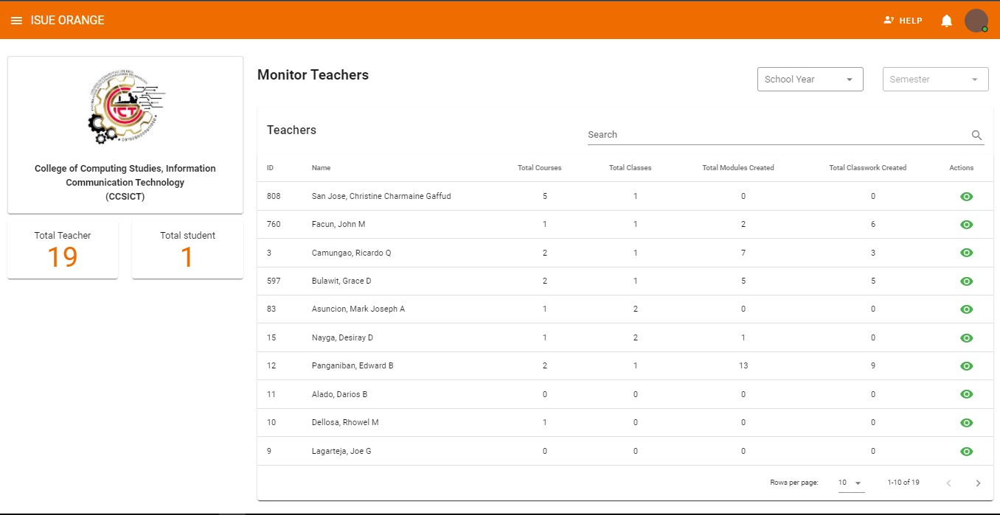 ISUE ORANGE
HELP
ICT
College of Computing Studies, Information
Communication Technology
(CCSICT)
Total Teacher
19
Total student
1
Monitor Teachers
School Year
Semester
Teachers
Search
ID Name Total Courses Total Classes Total Modules Created Total Classwork Created Actions
808 San Jose, Christine Charmaine Gaffud 5 1 0 0
760 Facun, John M 1 1 2 6
3 Camungao, Ricardo Q 2 1 7 3
597 Bulawit, Grace D 2 1 5 5
83 Asuncion, Mark Joseph A 1 2 0 0
15 Nayga, Desiray D 1 2 1 0
12 Panganiban, Edward B 2 1 13 9
11 Alado, Darios B 0 0 0 0
10 Dellosa, Rhowel M 1 0 0 0
9 Lagarteja, Joe G 0 0 0 0
Rows per page: 10 1-10 of 19